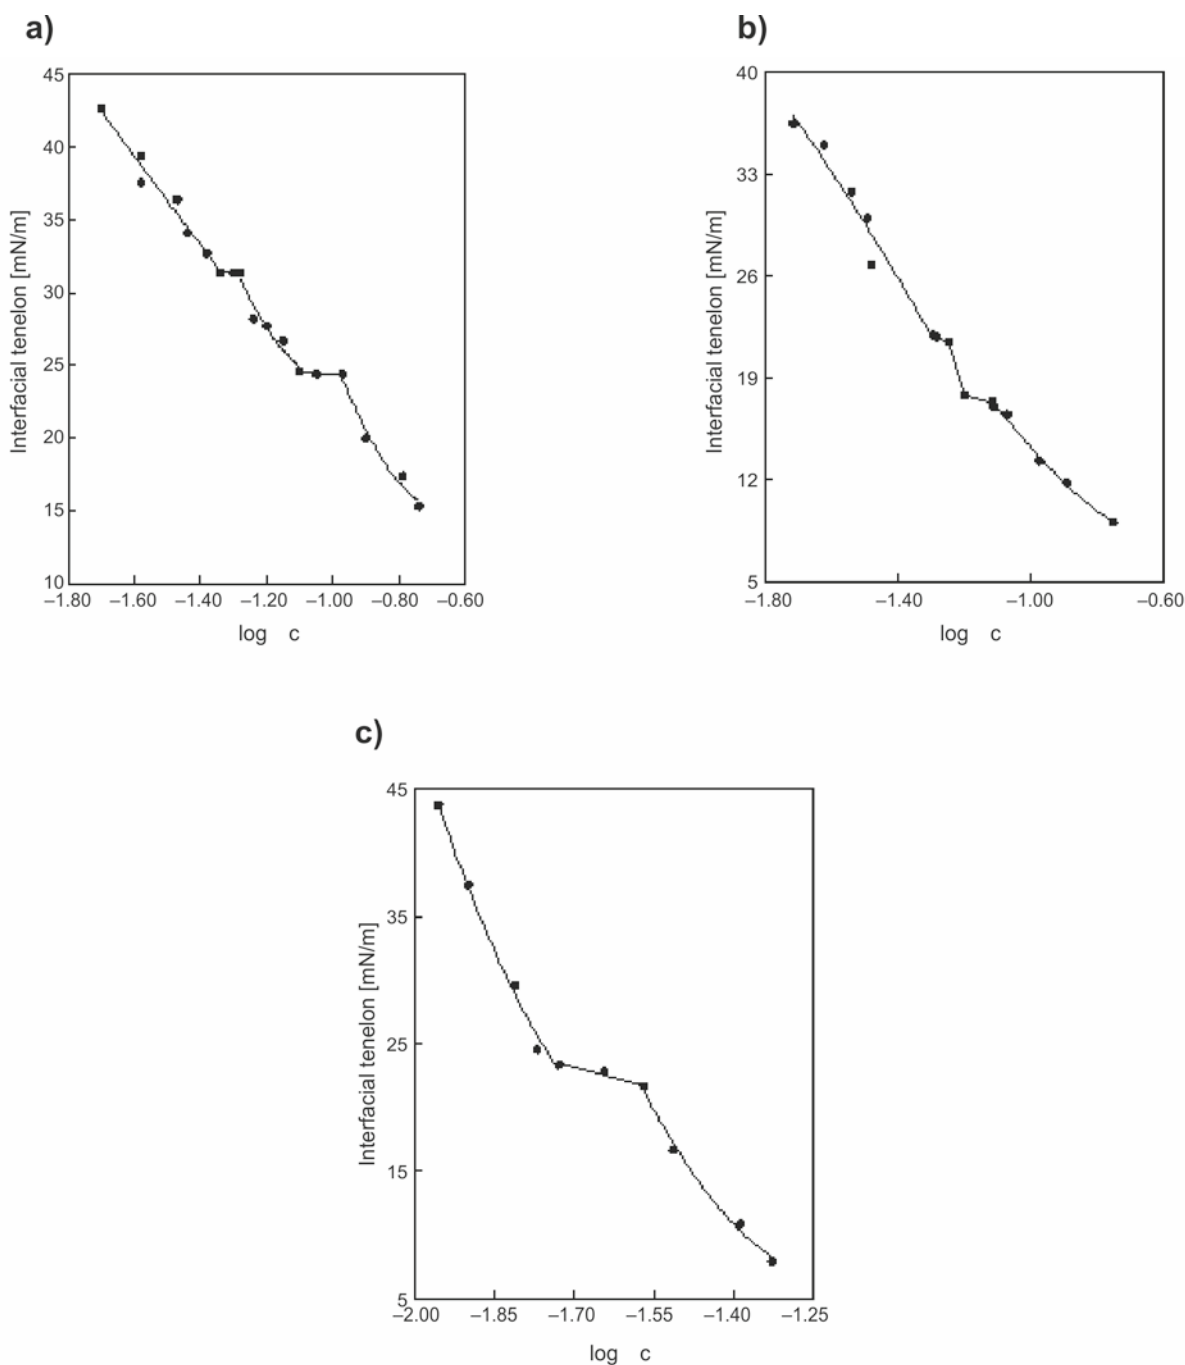 a)
45
40
35
30
25
20
15
10
Interfacial tenelon [mN/m]
–1.80 –1.60 –1.40 –1.20 –1.00 –0.80 –0.60
log c
b)
40
33
26
19
12
5
Interfacial tenelon [mN/m]
–1.80 –1.40 –1.00 –0.60
log c
c)
45
35
25
15
5
Interfacial tenelon [mN/m]
–2.00 –1.85 –1.70 –1.55 –1.40 –1.25
log c